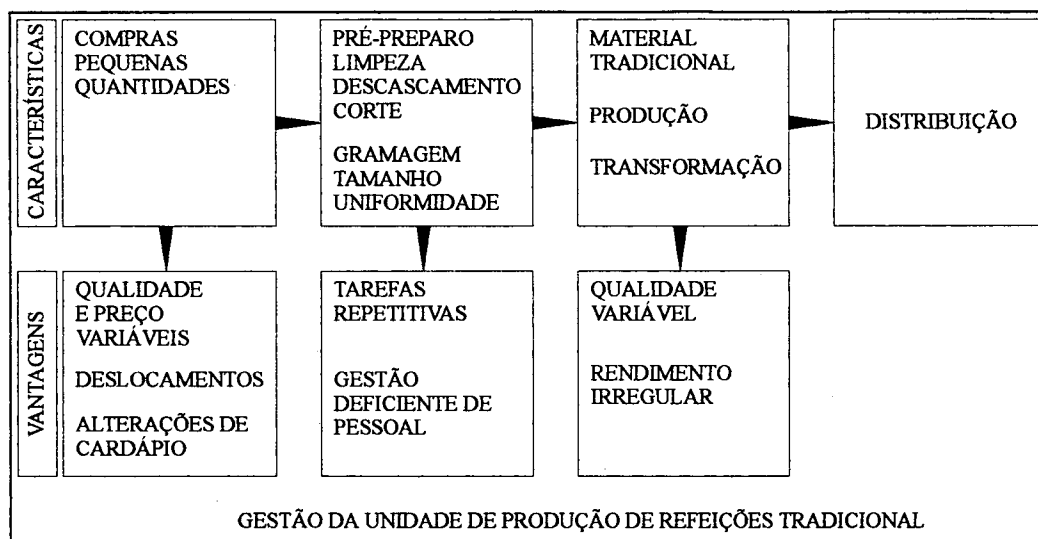 CARACTERÍSTICAS
COMPRAS
PEQUENAS
QUANTIDADES
PRÉ-PREPARO
LIMPEZA
DESCASCAMENTO
CORTE
GRAMAGEM
TAMANHO
UNIFORMIDADE
MATERIAL
TRADICIONAL
PRODUÇÃO
TRANSFORMAÇÃO
DISTRIBUIÇÃO
VANTAGENS
QUALIDADE
E PREÇO
VARIÁVEIS
DESLOCAMENTOS
ALTERAÇÕES DE
CARDÁPIO
TAREFAS
REPETITIVAS
GESTÃO
DEFICIENTE DE
PESSOAL
QUALIDADE
VARIÁVEL
RENDIMENTO
IRREGULAR
GESTÃO DA UNIDADE DE PRODUÇÃO DE REFEIÇÕES TRADICIONAL